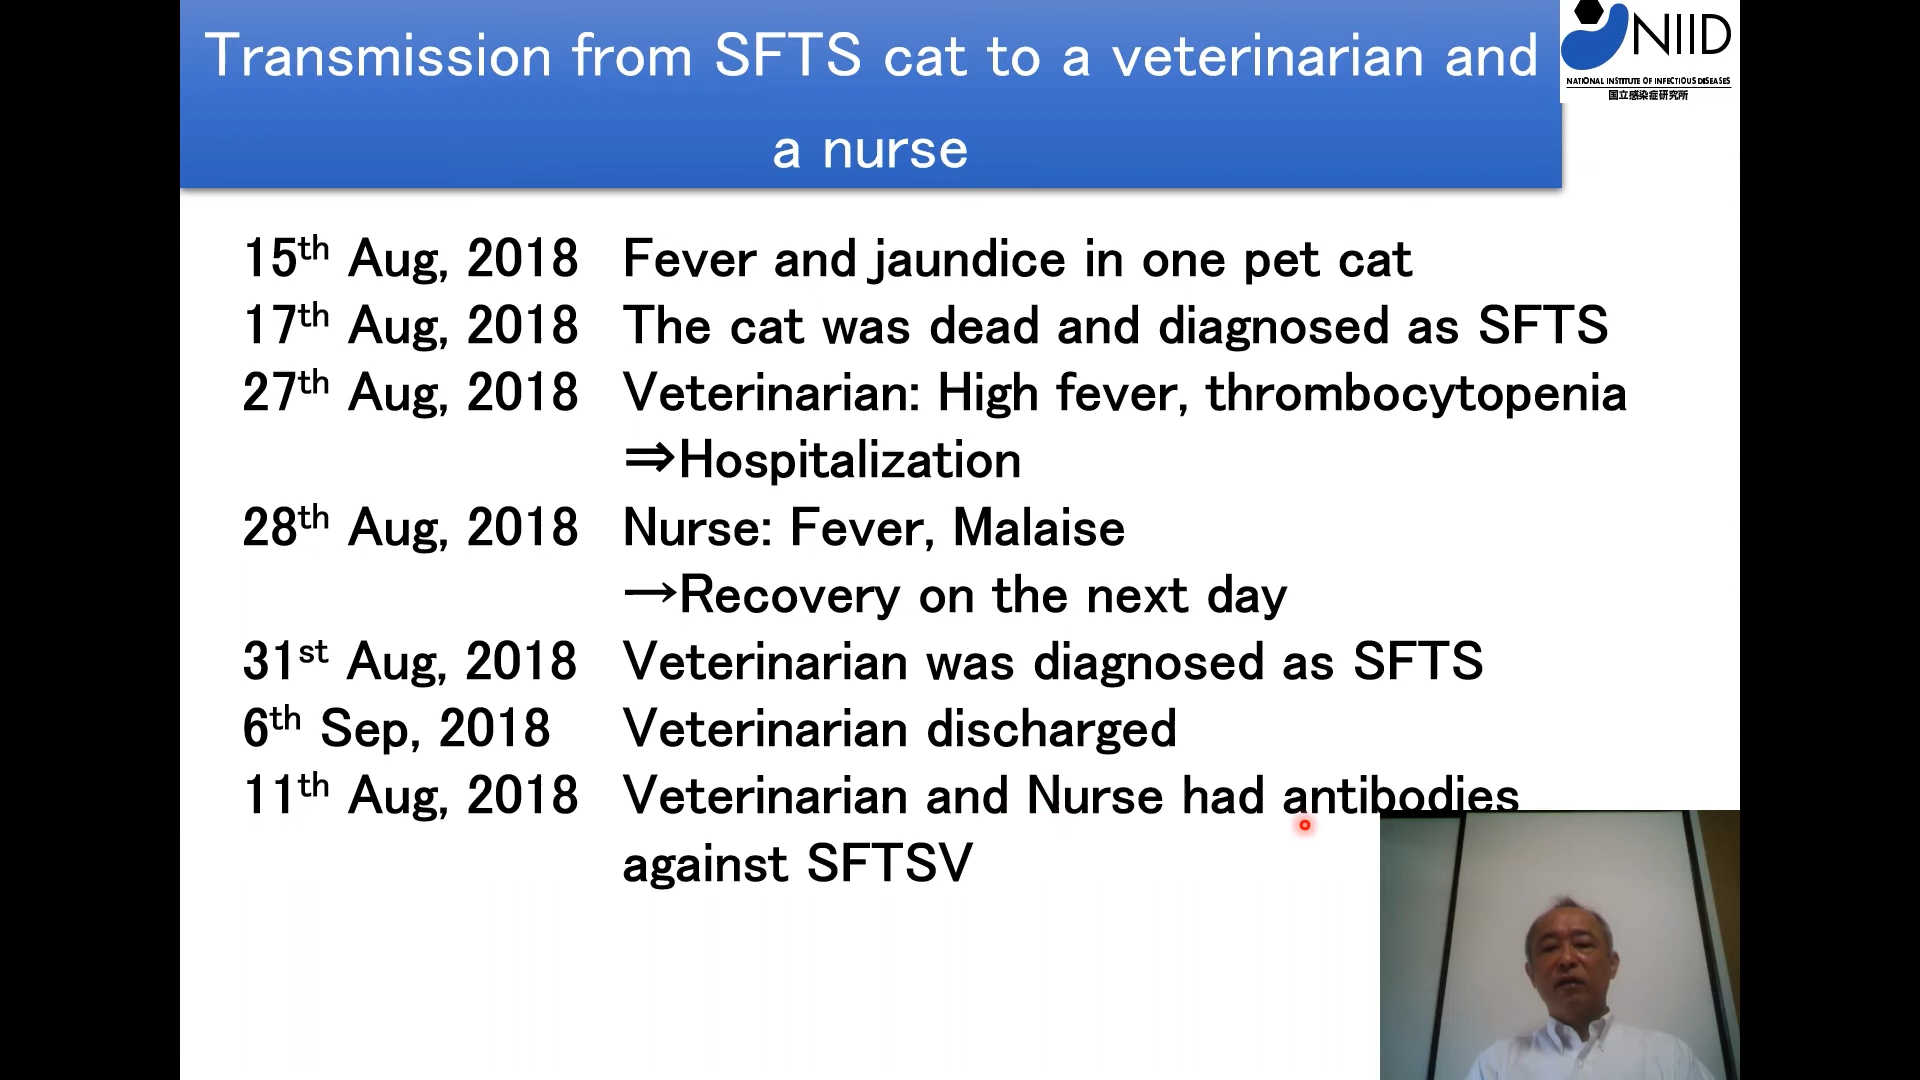 Transmission from SFTS cat to a veterinarian and
a nurse
NIID
NATIONAL INSTITUTE OF INFECTIOUS DISEASES
国立感染症研究所
15th Aug, 2018 Fever and jaundice in one pet cat
17th Aug, 2018 The cat was dead and diagnosed as SFTS
27th Aug, 2018 Veterinarian: High fever, thrombocytopenia
⇒Hospitalization
28th Aug, 2018 Nurse: Fever, Malaise
→Recovery on the next day
31st Aug, 2018 Veterinarian was diagnosed as SFTS
6th Sep, 2018 Veterinarian discharged
11th Aug, 2018 Veterinarian and Nurse had antibodies
against SFTSV